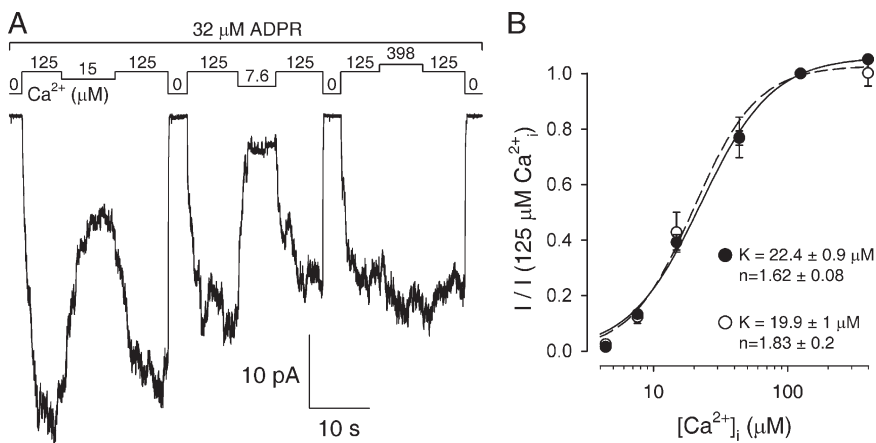 A
32 µM ADPR
0 125 15 125 0 125 7.6 125 0 125 398 125 0
Ca²⁺ (µM)
10 pA
10 s
B
I / I (125 µM Ca²⁺ᵢ)
1.0
0.8
0.6
0.4
0.2
0.0
K = 22.4 ± 0.9 µM
n=1.62 ± 0.08
K = 19.9 ± 1 µM
n=1.83 ± 0.2
10 100
[Ca²⁺]ᵢ (µM)